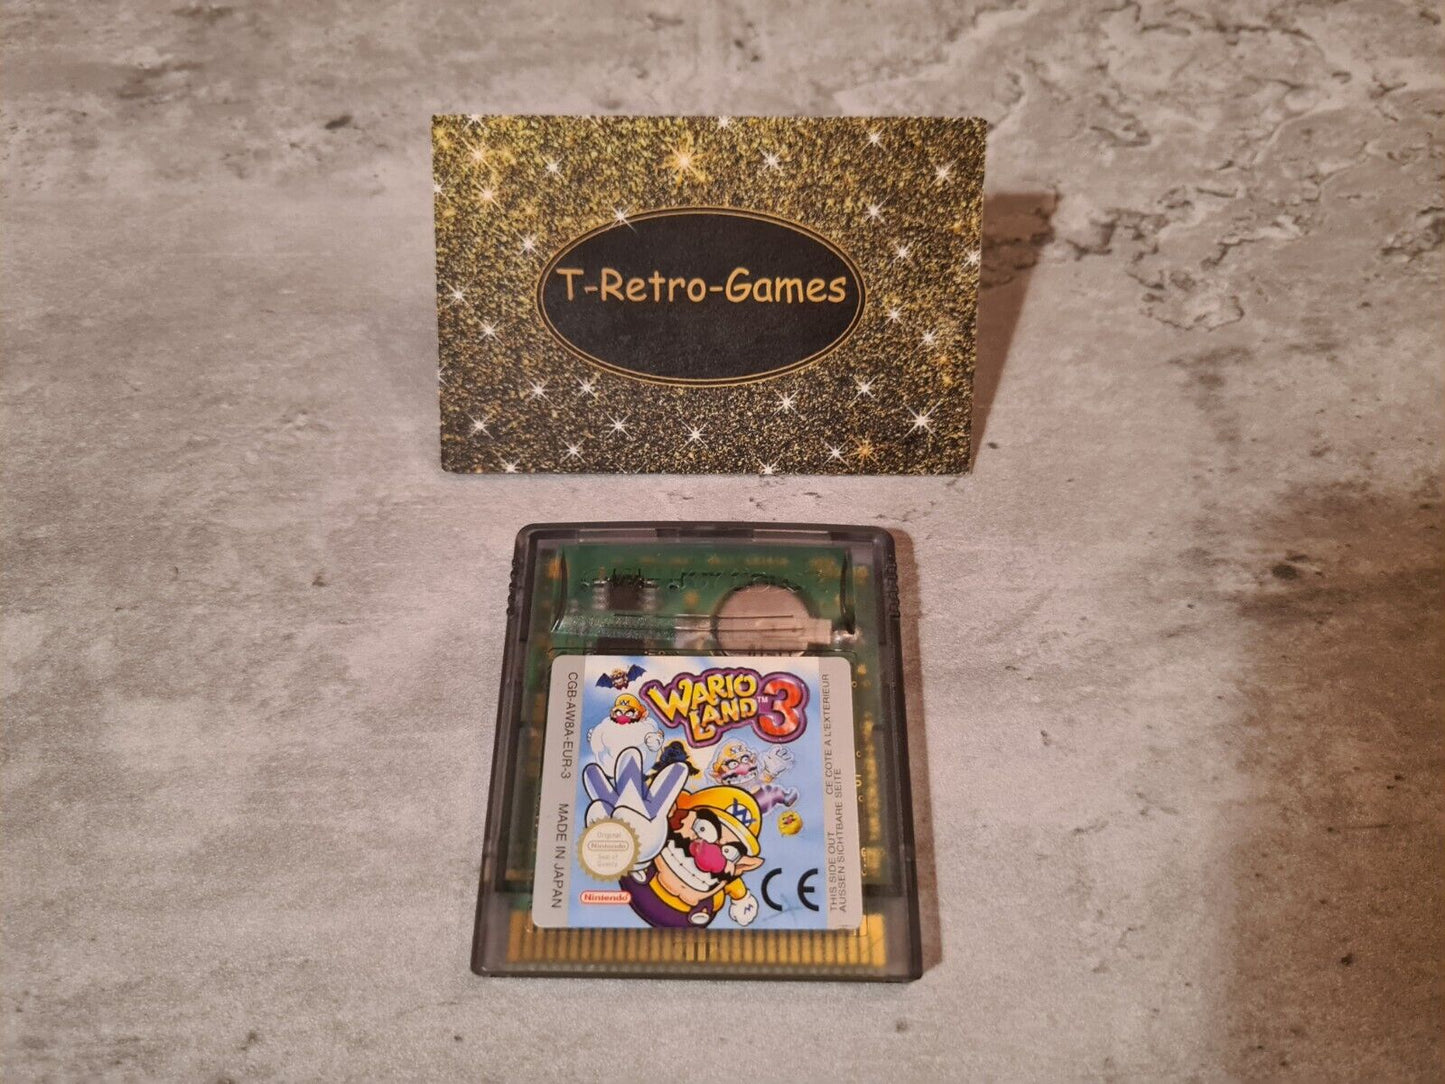 T-Retro-Games
WARIO
LAND™ 3
CGB-AW8A-EUR-3 MADE IN JAPAN
W
W
Original
Nintendo
Seal of
Quality
Nintendo
CE
THIS SIDE OUT CE COTE A L'EXTERIEUR
AUSSEN SICHTBARE SEITE